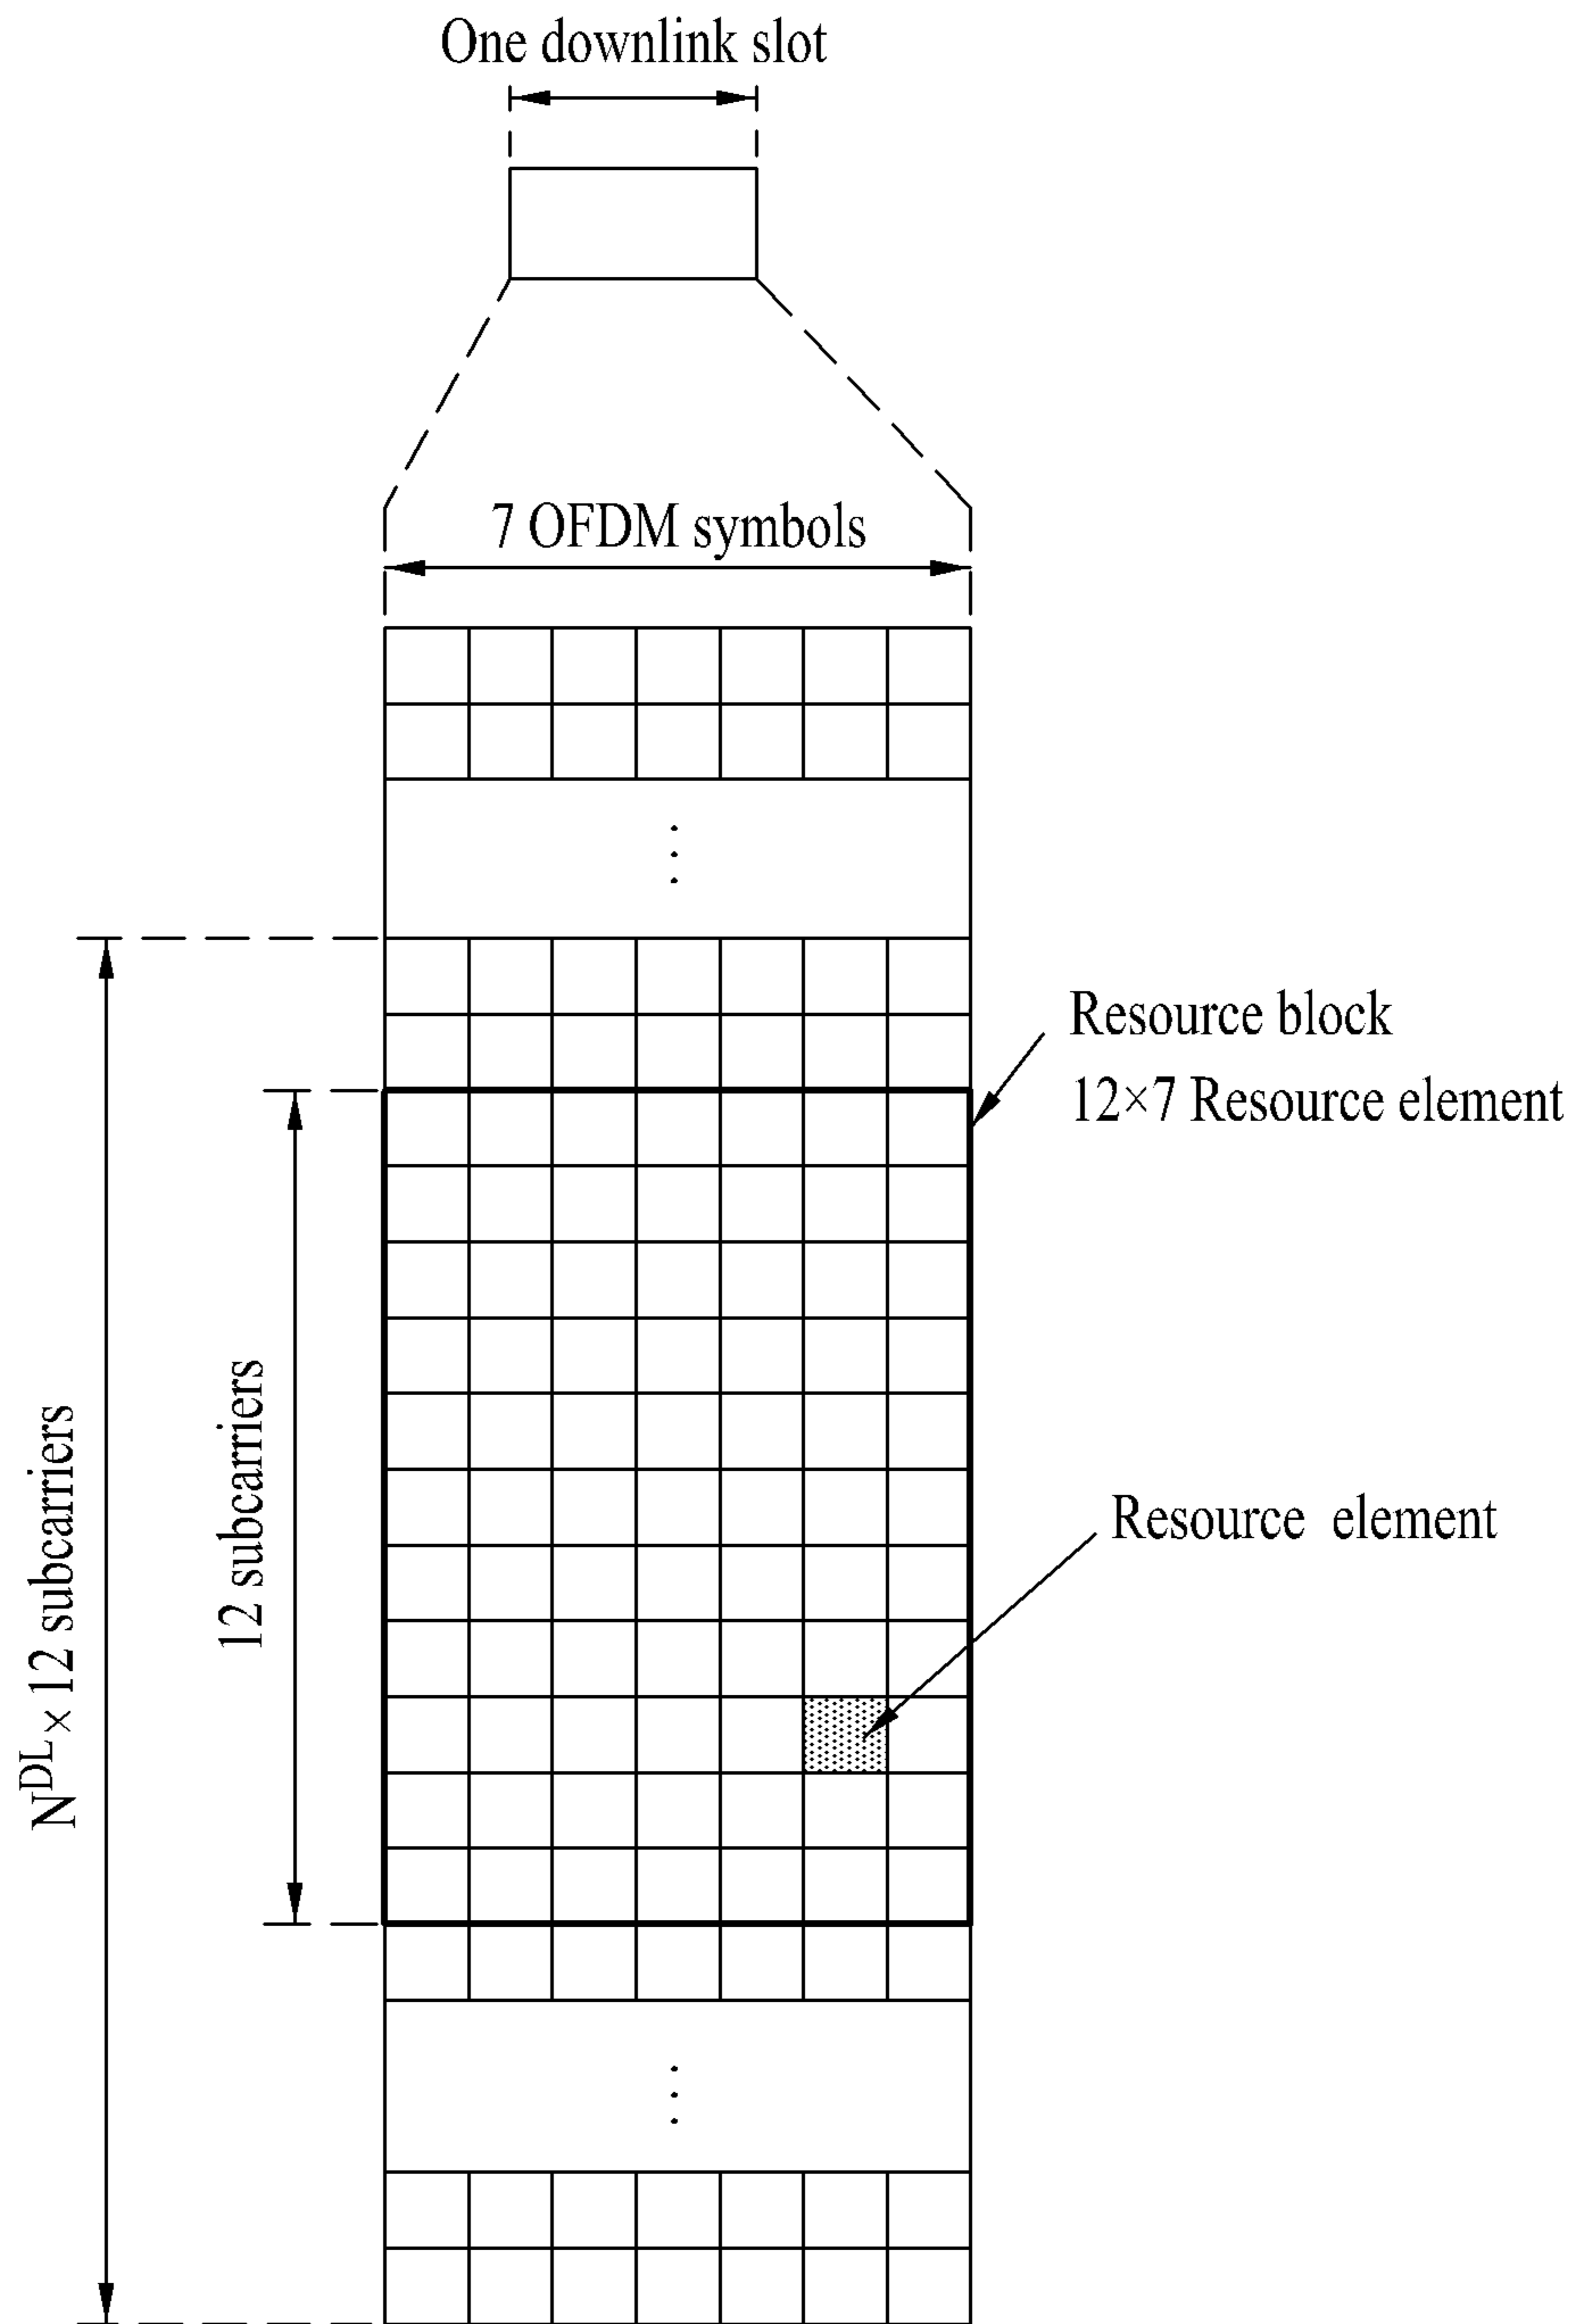 One downlink slot
7 OFDM symbols
Resource block
12×7 Resource element
Resource element
12 subcarriers
N^DL × 12 subcarriers